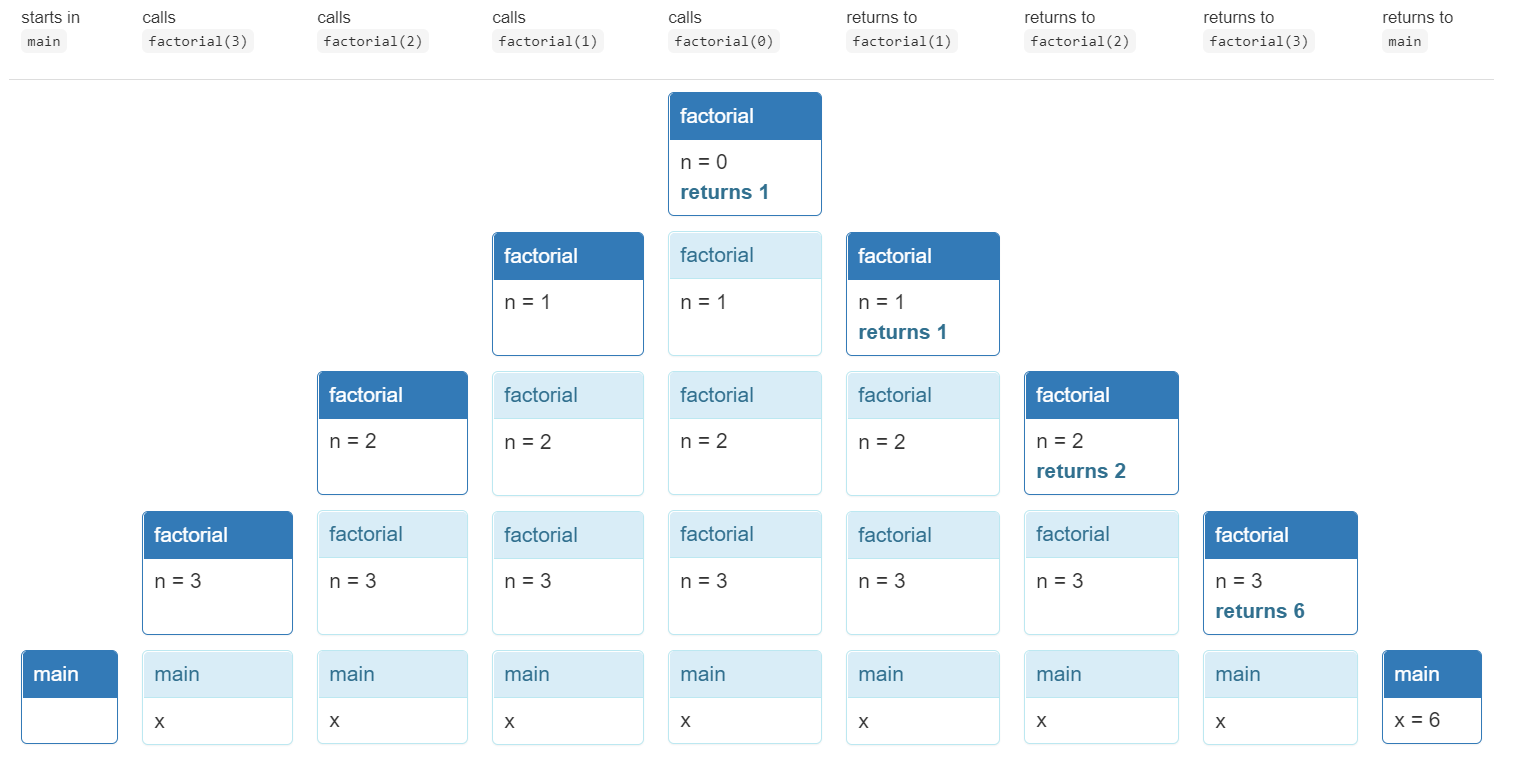 starts in
main
calls
factorial(3)
calls
factorial(2)
calls
factorial(1)
calls
factorial(0)
returns to
factorial(1)
returns to
factorial(2)
returns to
factorial(3)
returns to
main
factorial
n = 0
returns 1
factorial
n = 1
factorial
n = 1
factorial
n = 1
returns 1
factorial
n = 2
factorial
n = 2
factorial
n = 2
factorial
n = 2
factorial
n = 2
returns 2
factorial
n = 3
factorial
n = 3
factorial
n = 3
factorial
n = 3
factorial
n = 3
factorial
n = 3
factorial
n = 3
returns 6
main
main
x
main
x
main
x
main
x
main
x
main
x
main
x
main
x = 6